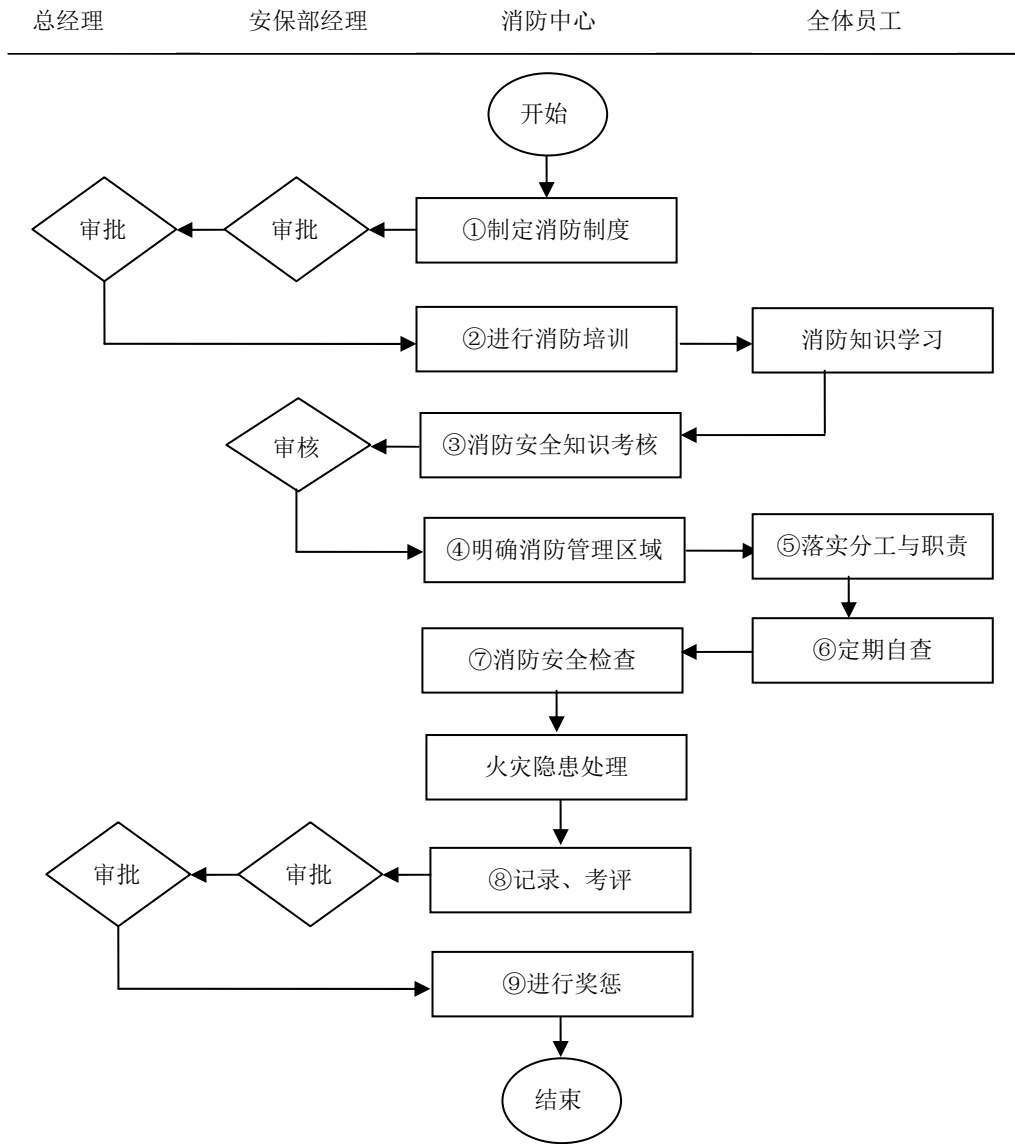 总经理 安保部经理 消防中心 全体员工
开始
审批 审批 ①制定消防制度
②进行消防培训 消防知识学习
审核 ③消防安全知识考核
④明确消防管理区域 ⑤落实分工与职责
⑦消防安全检查 ⑥定期自查
火灾隐患处理
审批 审批 ⑧记录、考评
⑨进行奖惩
结束